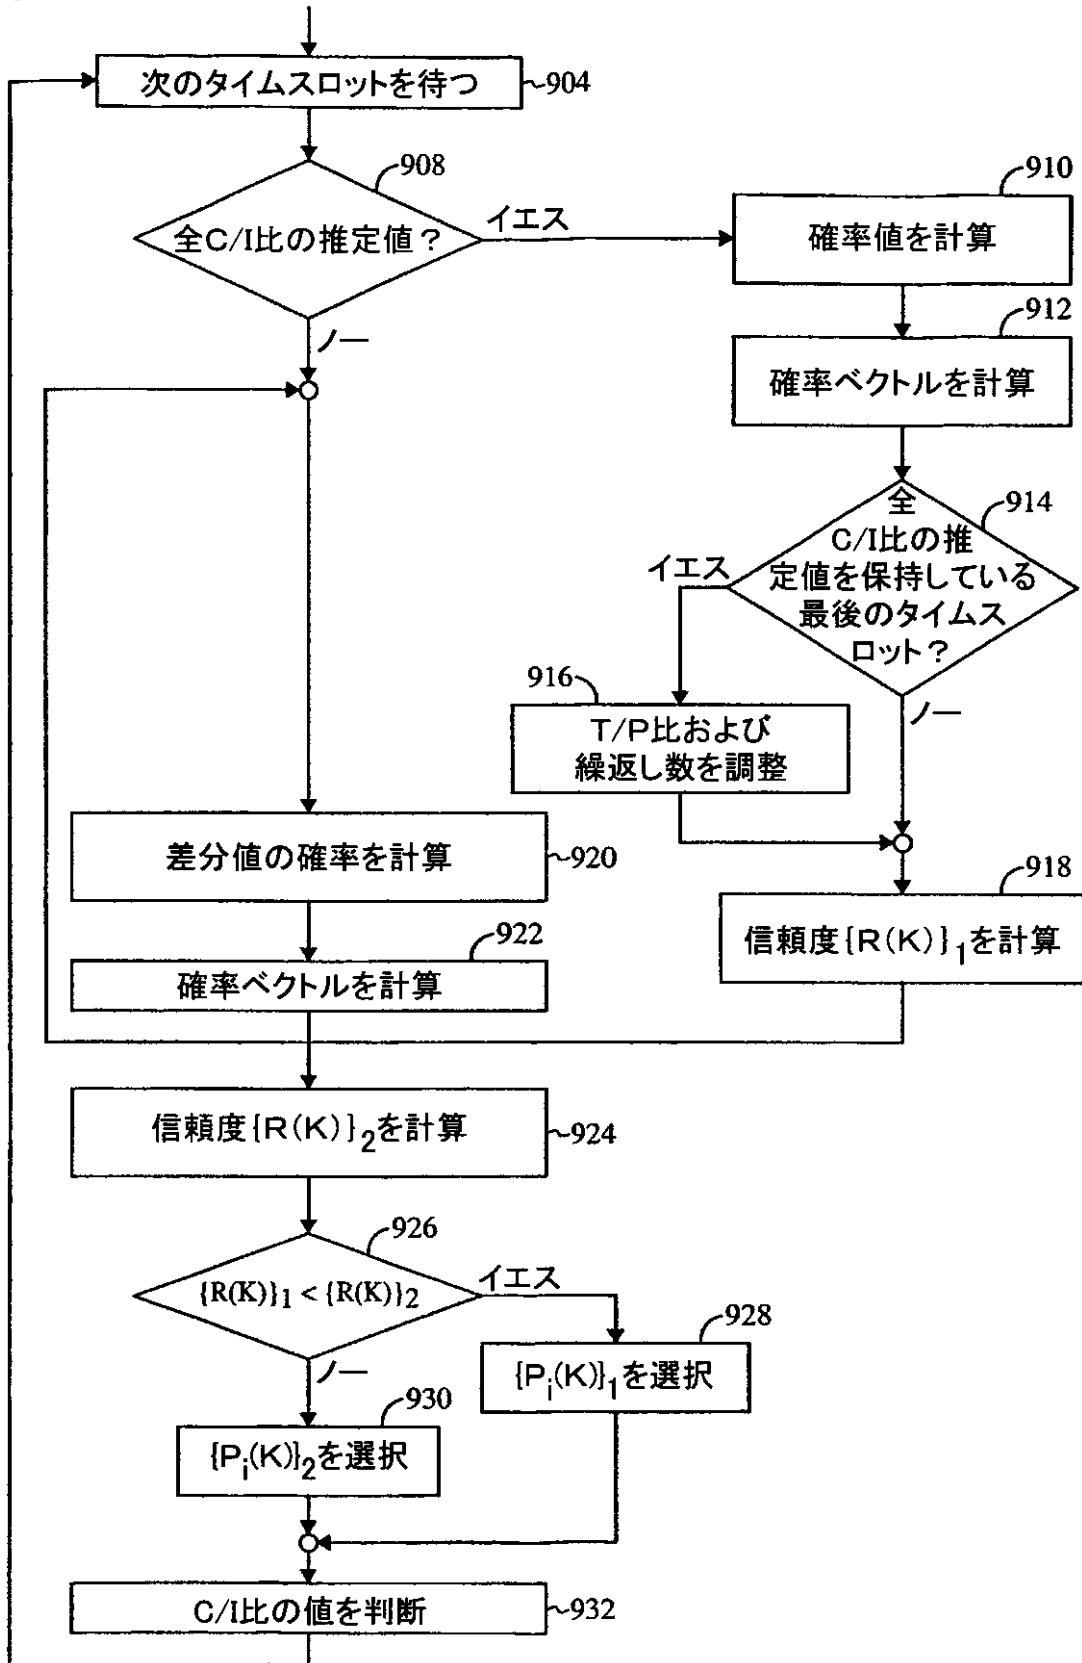 次のタイムスロットを待つ
904
908
全C/I比の推定値？
イエス
ノー
910
確率値を計算
912
確率ベクトルを計算
914
全
C/I比の推
定値を保持している
最後のタイムス
ロット？
イエス
ノー
916
T/P比および
繰返し数を調整
918
信頼度{R(K)}₁を計算
差分値の確率を計算
920
922
確率ベクトルを計算
信頼度{R(K)}₂を計算
924
926
{R(K)}₁ < {R(K)}₂
イエス
ノー
928
{Pᵢ(K)}₁を選択
930
{Pᵢ(K)}₂を選択
C/I比の値を判断
932